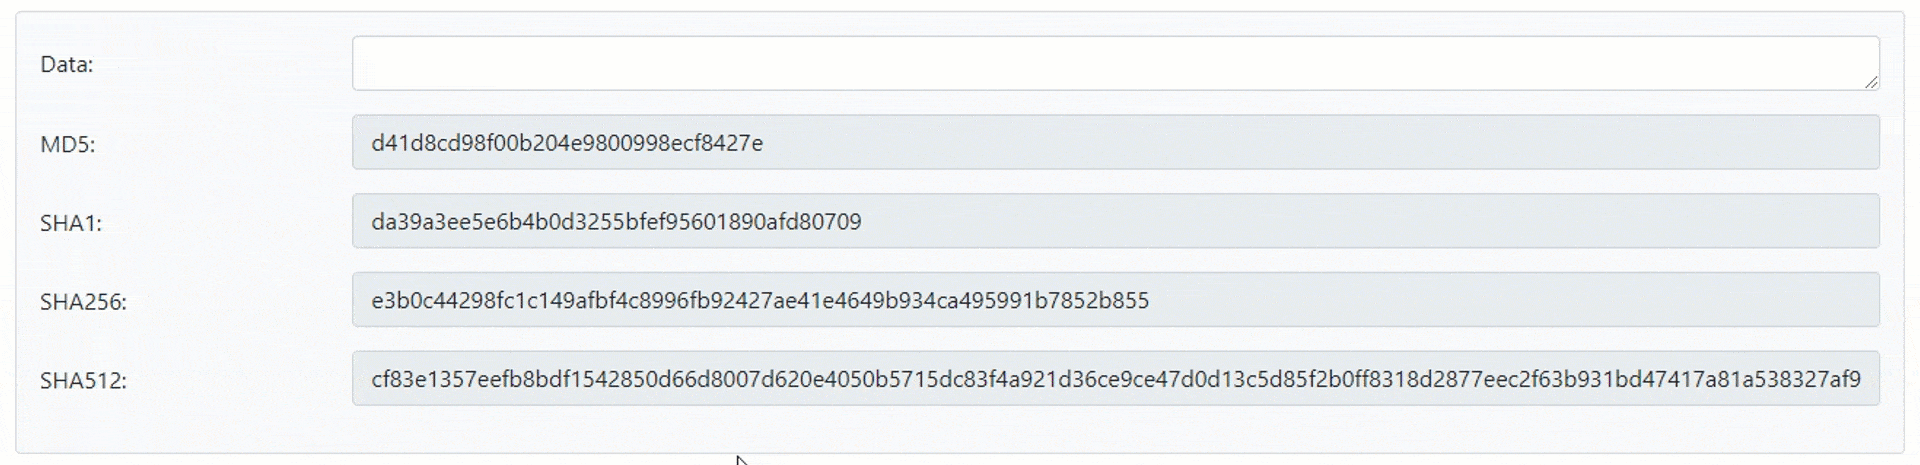 Data:
MD5:
d41d8cd98f00b204e9800998ecf8427e
SHA1:
da39a3ee5e6b4b0d3255bfef95601890afd80709
SHA256:
e3b0c44298fc1c149afbf4c8996fb92427ae41e4649b934ca495991b7852b855
SHA512:
cf83e1357eefb8bdf1542850d66d8007d620e4050b5715dc83f4a921d36ce9ce47d0d13c5d85f2b0ff8318d2877eec2f63b931bd47417a81a538327af9